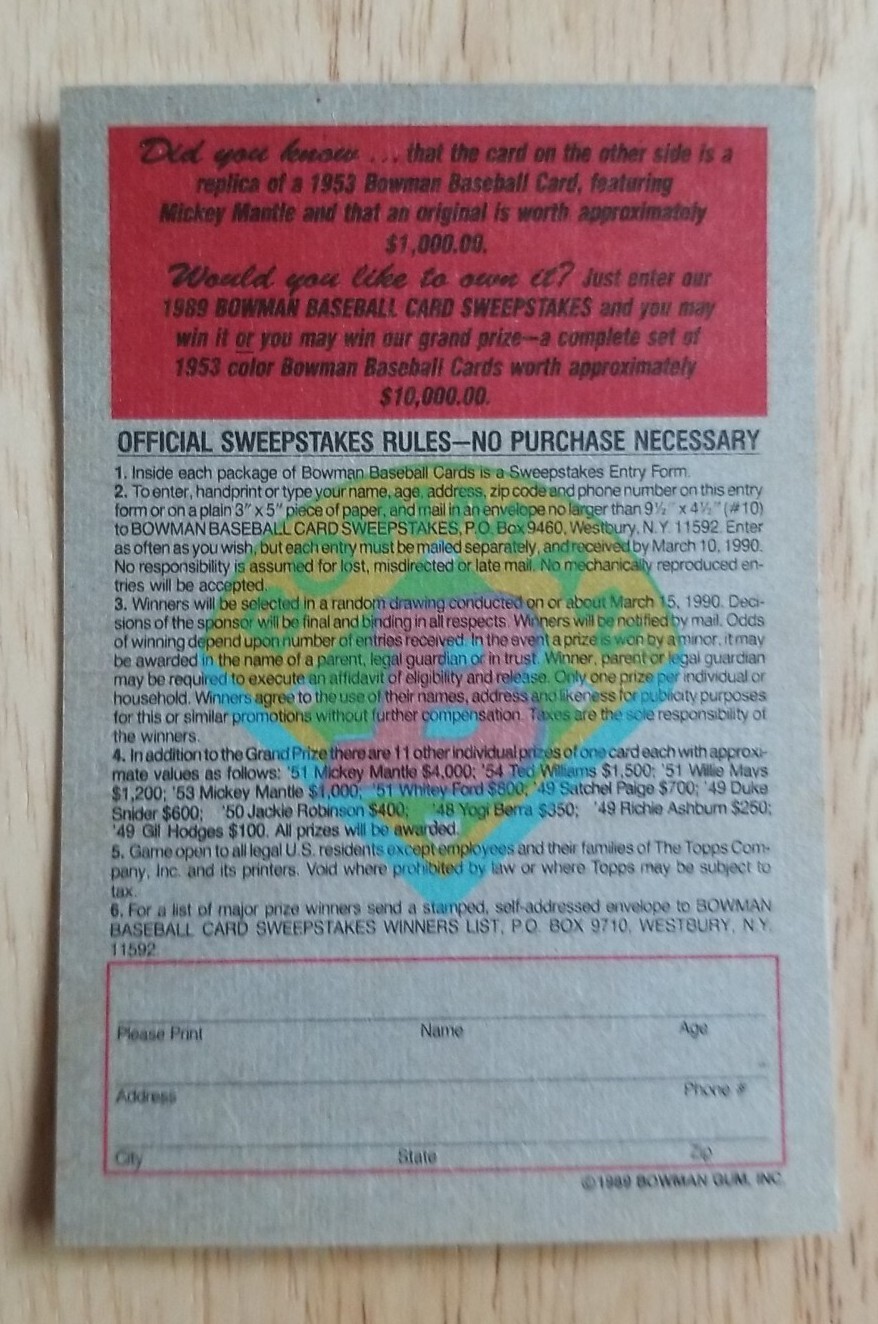 Did you know ... that the card on the other side is a
replica of a 1953 Bowman Baseball Card, featuring
Mickey Mantle and that an original is worth approximately
$1,000.00.
Would you like to own it? Just enter our
1989 BOWMAN BASEBALL CARD SWEEPSTAKES and you may
win it or you may win our grand prize—a complete set of
1953 color Bowman Baseball Cards worth approximately
$10,000.00.
OFFICIAL SWEEPSTAKES RULES—NO PURCHASE NECESSARY
1. Inside each package of Bowman Baseball Cards is a Sweepstakes Entry Form.
2. To enter, handprint or type your name, age, address, zip code and phone number on this entry
form or on a plain 3" x 5" piece of paper, and mail in an envelope no larger than 9½" x 4½" (#10)
to BOWMAN BASEBALL CARD SWEEPSTAKES, P.O. Box 9460, Westbury, N.Y. 11592. Enter
as often as you wish, but each entry must be mailed separately, and received by March 10, 1990.
No responsibility is assumed for lost, misdirected or late mail. No mechanically reproduced en-
tries will be accepted.
3. Winners will be selected in a random drawing conducted on or about March 15, 1990. Deci-
sions of the sponsor will be final and binding in all respects. Winners will be notified by mail. Odds
of winning depend upon number of entries received. In the event a prize is won by a minor, it may
be awarded in the name of a parent, legal guardian or in trust. Winner, parent or legal guardian
may be required to execute an affidavit of eligibility and release. Only one prize per individual or
household. Winners agree to the use of their names, address and likeness for publicity purposes
for this or similar promotions without further compensation. Taxes are the sole responsibility of
the winners.
4. In addition to the Grand Prize there are 11 other individual prizes of one card each with approxi-
mate values as follows: '51 Mickey Mantle $4,000; '54 Ted Williams $1,500; '51 Willie Mays
$1,200; '53 Mickey Mantle $1,000; '51 Whitey Ford $800; '49 Satchel Paige $700; '49 Duke
Snider $600; '50 Jackie Robinson $400; '48 Yogi Berra $350; '49 Richie Ashburn $250;
'49 Gil Hodges $100. All prizes will be awarded.
5. Game open to all legal U.S. residents except employees and their families of The Topps Com-
pany, Inc. and its printers. Void where prohibited by law or where Topps may be subject to
tax.
6. For a list of major prize winners send a stamped, self-addressed envelope to BOWMAN
BASEBALL CARD SWEEPSTAKES WINNERS LIST, P.O. BOX 9710, WESTBURY, N.Y.
11592
Please Print Name Age
Address Phone #
City State Zip
©1989 BOWMAN GUM, INC.